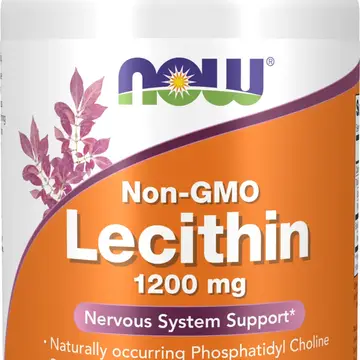 NOW®
Non-GMO
Lecithin
1200 mg
Nervous System Support*
• Naturally occurring Phosphatidyl Choline